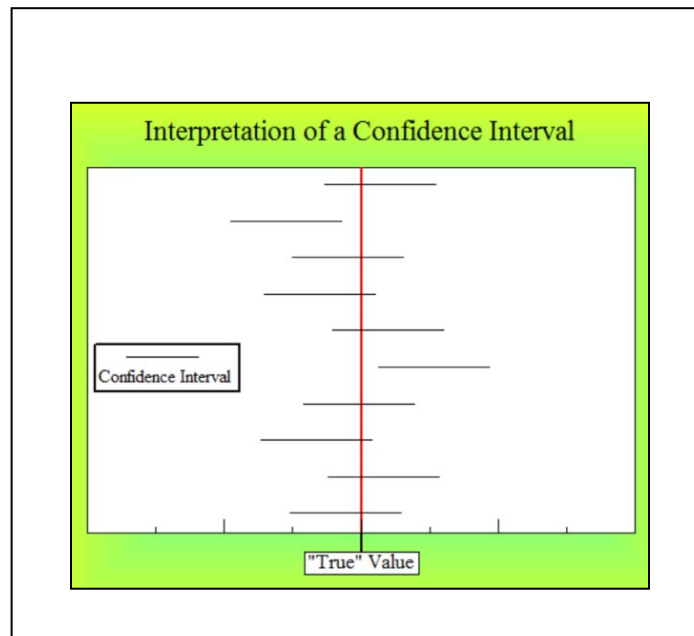 Interpretation of a Confidence Interval
Confidence Interval
"True" Value